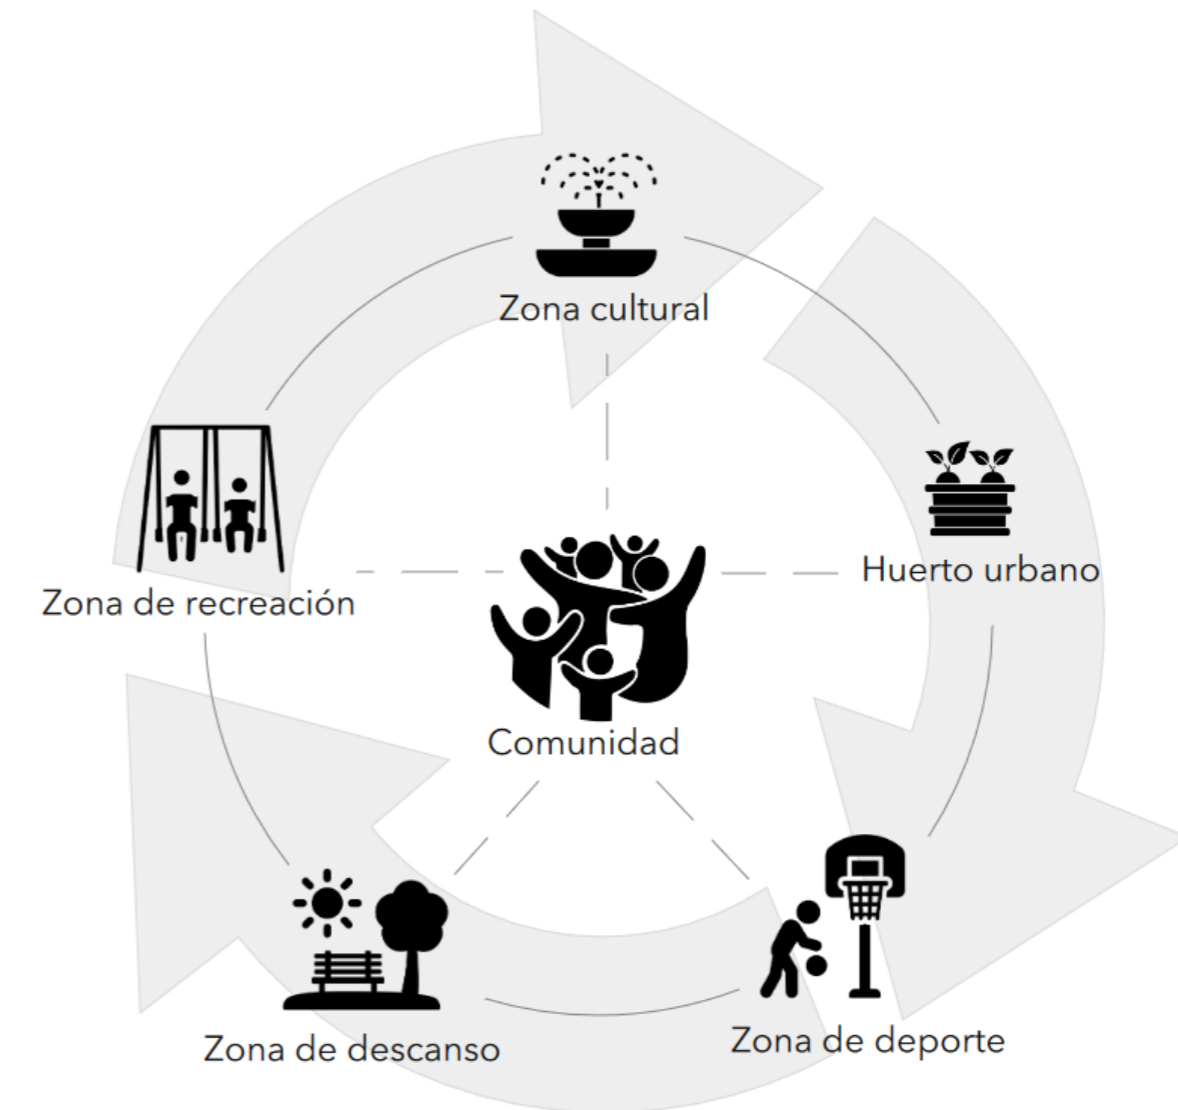 Zona cultural
Huerto urbano
Zona de recreación
Comunidad
Zona de deporte
Zona de descanso